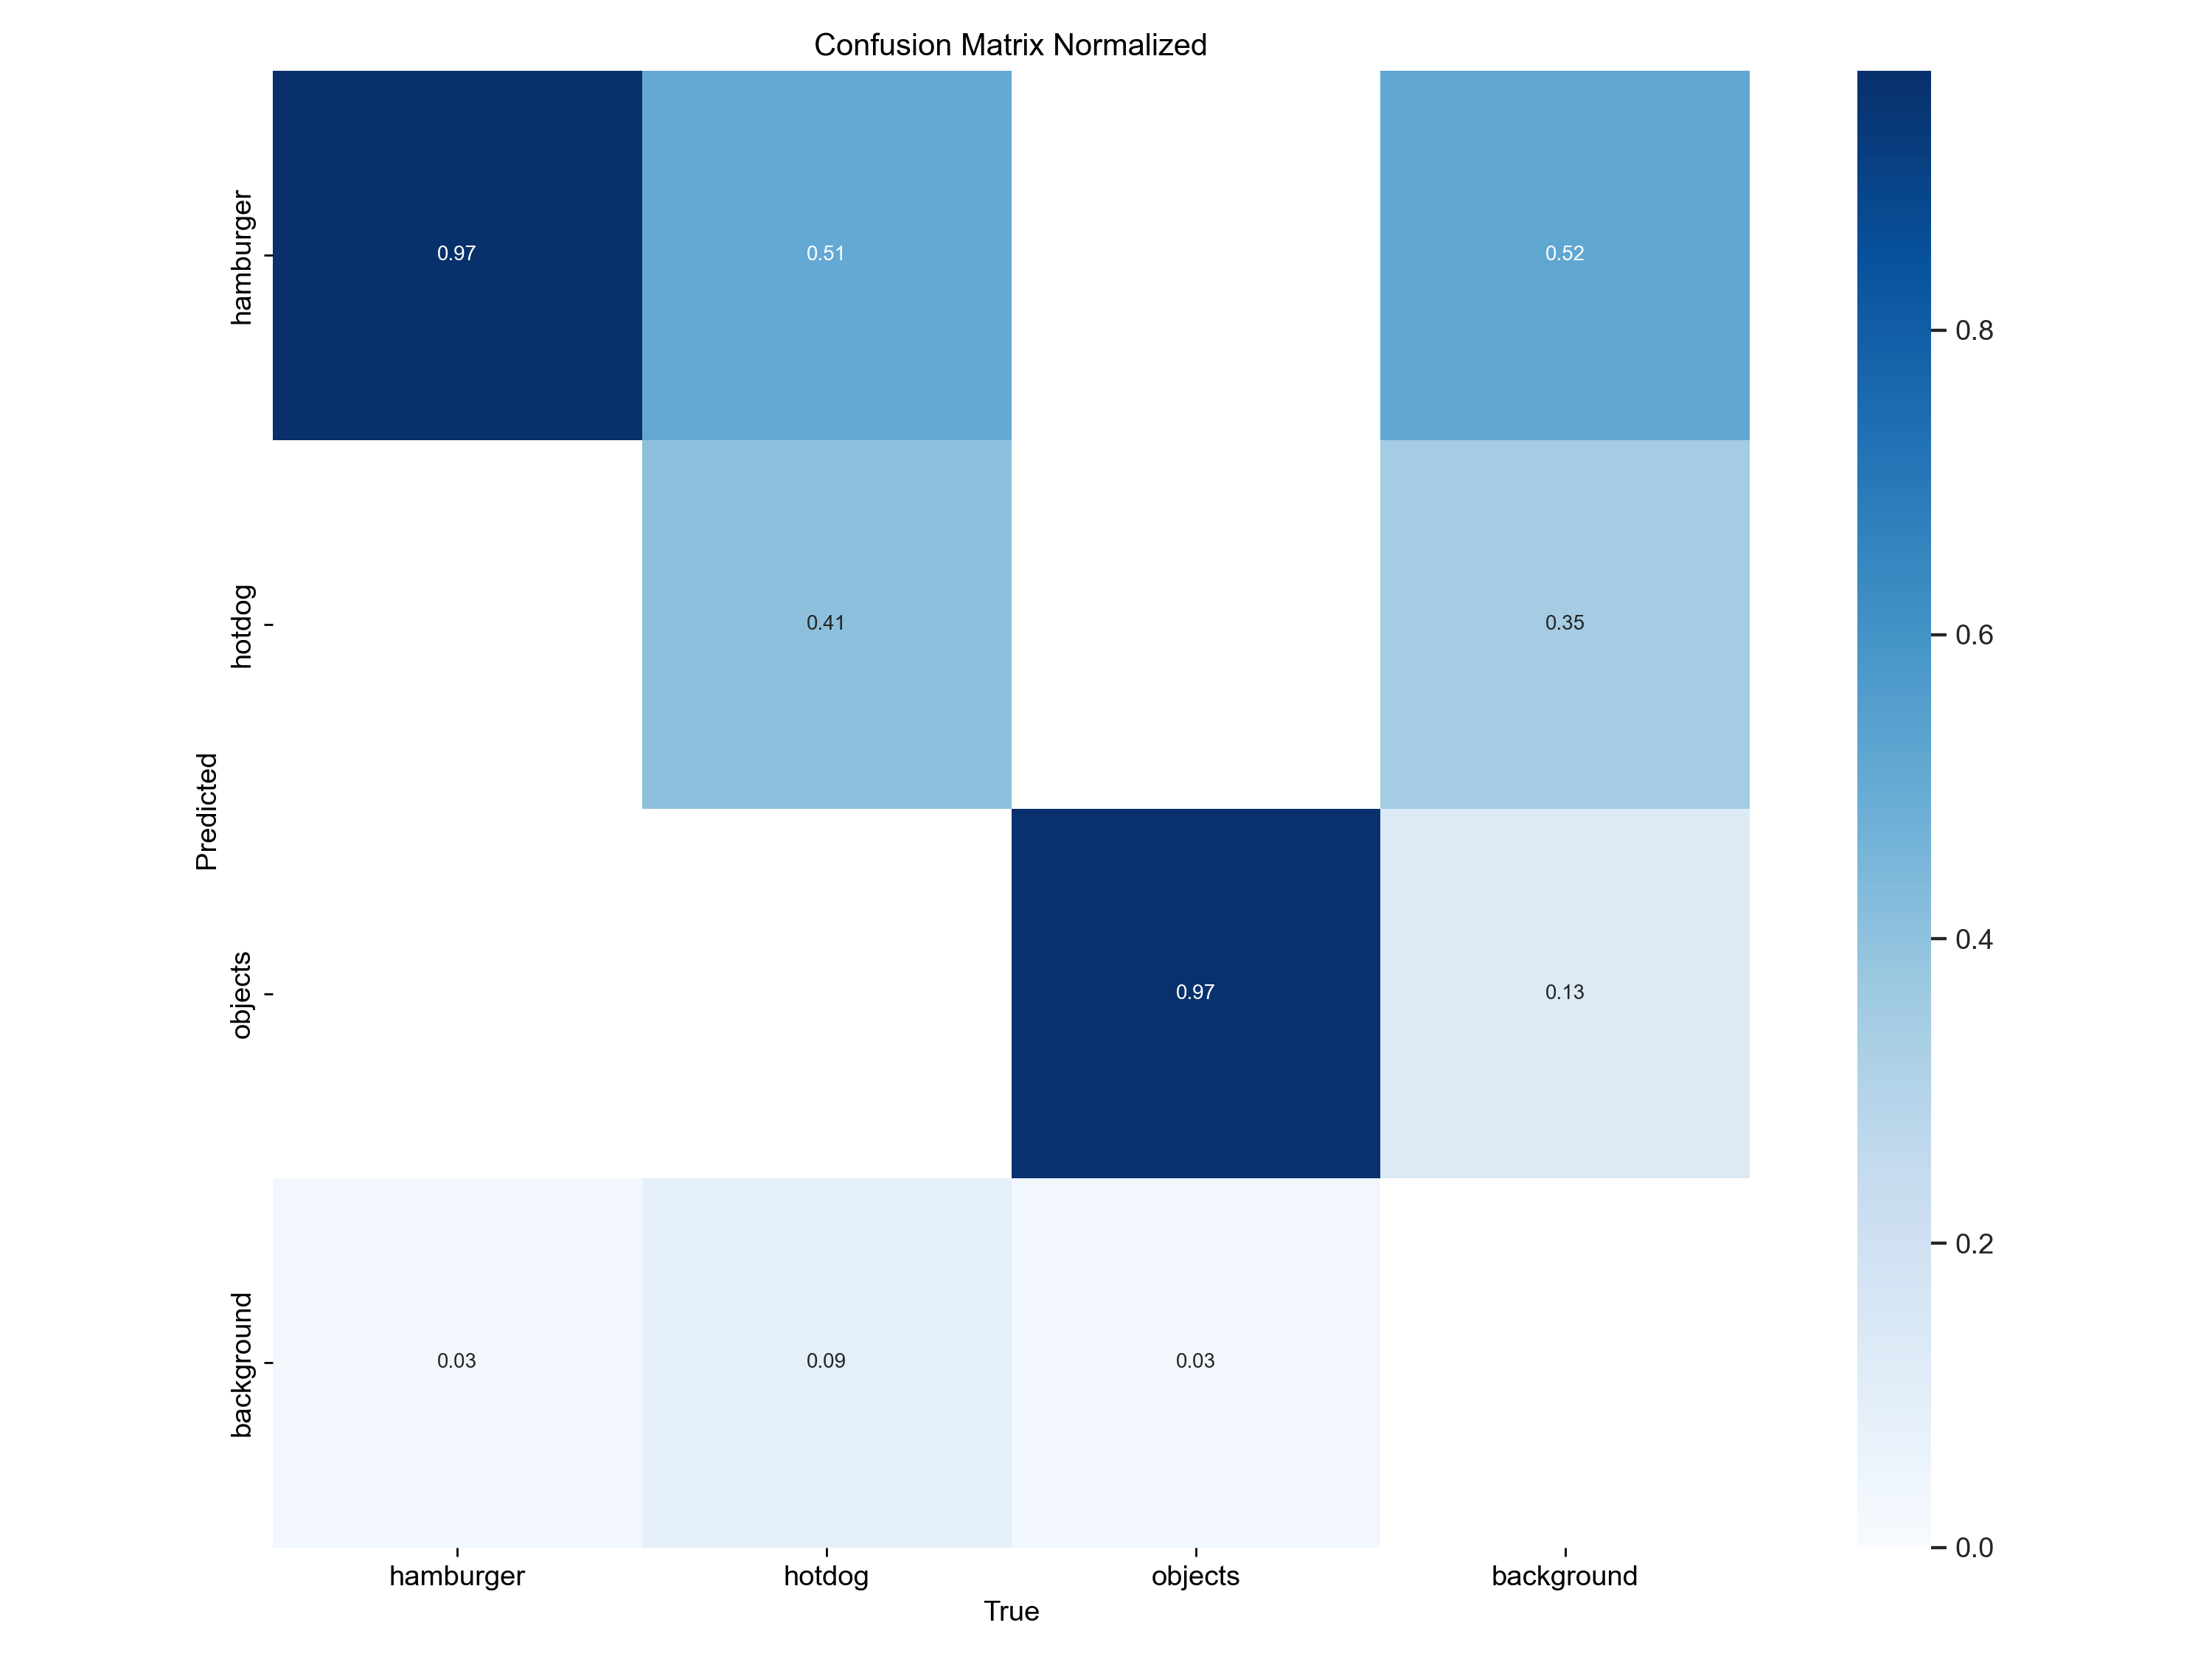 Confusion Matrix Normalized
hamburger
0.97
0.51
0.52
0.8
hotdog
0.41
0.35
0.6
Predicted
objects
0.97
0.13
0.4
background
0.03
0.09
0.03
0.2
0.0
hamburger
hotdog
objects
background
True